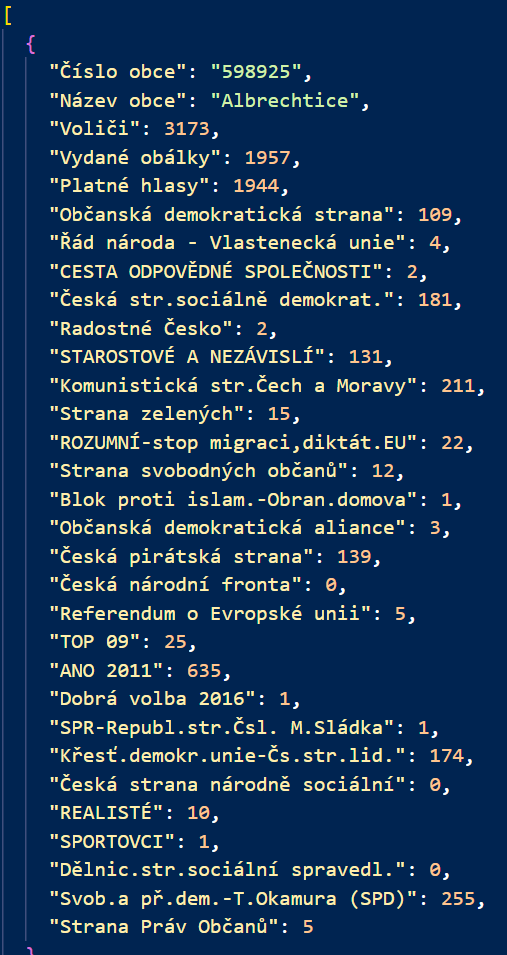 [
{
"Číslo obce": "598925",
"Název obce": "Albrechtice",
"Voliči": 3173,
"Vydané obálky": 1957,
"Platné hlasy": 1944,
"Občanská demokratická strana": 109,
"Řád národa - Vlastenecká unie": 4,
"CESTA ODPOVĚDNÉ SPOLEČNOSTI": 2,
"Česká str.sociálně demokrat.": 181,
"Radostné Česko": 2,
"STAROSTOVÉ A NEZÁVISLÍ": 131,
"Komunistická str.Čech a Moravy": 211,
"Strana zelených": 15,
"ROZUMNÍ-stop migraci,diktát.EU": 22,
"Strana svobodných občanů": 12,
"Blok proti islam.-Obran.domova": 1,
"Občanská demokratická aliance": 3,
"Česká pirátská strana": 139,
"Česká národní fronta": 0,
"Referendum o Evropské unii": 5,
"TOP 09": 25,
"ANO 2011": 635,
"Dobrá volba 2016": 1,
"SPR-Republ.str.Čsl. M.Sládka": 1,
"Křesť.demokr.unie-Čs.str.lid.": 174,
"Česká strana národně sociální": 0,
"REALISTÉ": 10,
"SPORTOVCI": 1,
"Dělnic.str.sociální spravedl.": 0,
"Svob.a př.dem.-T.Okamura (SPD)": 255,
"Strana Práv Občanů": 5
}